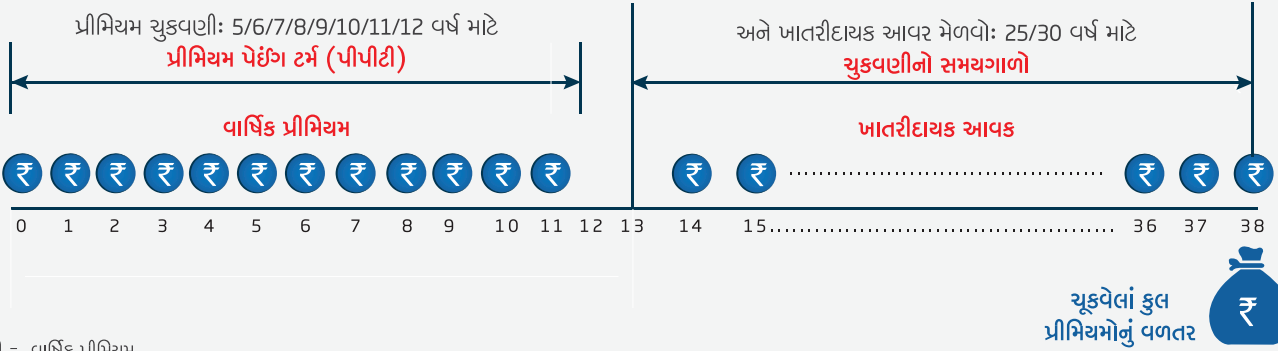 પ્રીમિયમ ચુકવણી: 5/6/7/8/9/10/11/12 વર્ષ માટે
પ્રીમિયમ પેઈંગ ટર્મ (પીપીટી)
અને ખાતરીદાયક આવર મેળવો: 25/30 વર્ષ માટે
ચુકવણીનો સમયગાળો
વાર્ષિક પ્રીમિયમ
ખાતરીદાયક આવક
₹ ₹ ₹ ₹ ₹ ₹ ₹ ₹ ₹ ₹ ₹ ₹ ₹ ₹ ........ ₹ ₹ ₹
0 1 2 3 4 5 6 7 8 9 10 11 12 13 14 15........ 36 37 38
ચૂકવેલાં કુલ
પ્રીમિયમોનું વળતર
₹
= વાર્ષિક પ્રીમિયમ